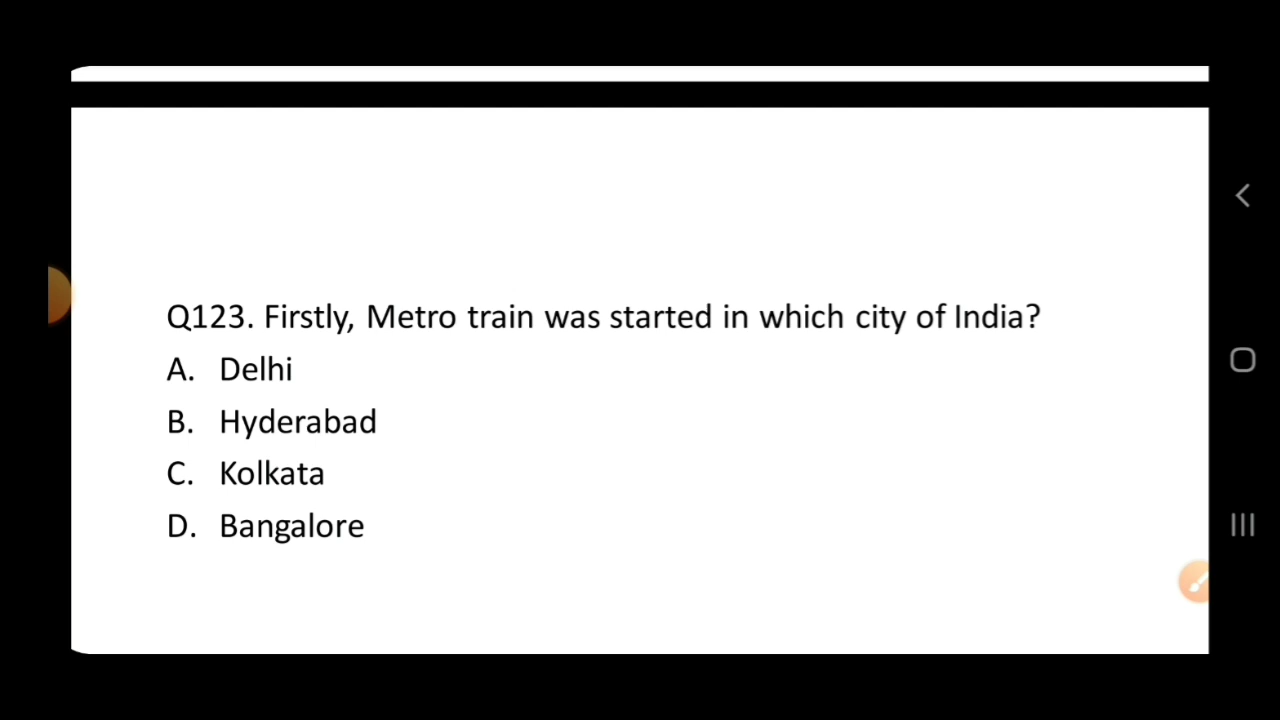 Q123. Firstly, Metro train was started in which city of India?
A. Delhi
B. Hyderabad
C. Kolkata
D. Bangalore